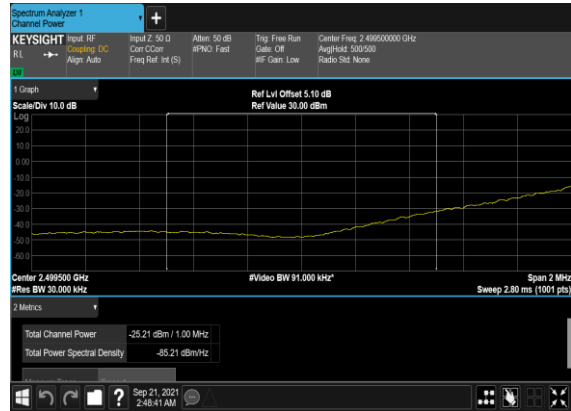 Spectrum Analyzer 1
Channel Power
KEYSIGHT Input: RF Input Z: 50 Ω Atten: 50 dB Trig: Free Run Center Freq: 2.499500000 GHz
R L Coupling: DC Corr CCorr #PNO: Fast Gate: Off Avg|Hold: 500/500
Align: Auto Freq Ref: Int (S) #IF Gain: Low Radio Std: None
1 Graph
Ref Lvl Offset 5.10 dB
Scale/Div 10.0 dB Ref Value 30.00 dBm
Log
20.0
10.0
0.00
-10.0
-20.0
-30.0
-40.0
-50.0
-60.0
Center 2.499500 GHz #Video BW 91.000 kHz* Span 2 MHz
#Res BW 30.000 kHz Sweep 2.80 ms (1001 pts)
2 Metrics
Total Channel Power -25.21 dBm / 1.00 MHz
Total Power Spectral Density -85.21 dBm/Hz
? Sep 21, 2021
2:48:41 AM